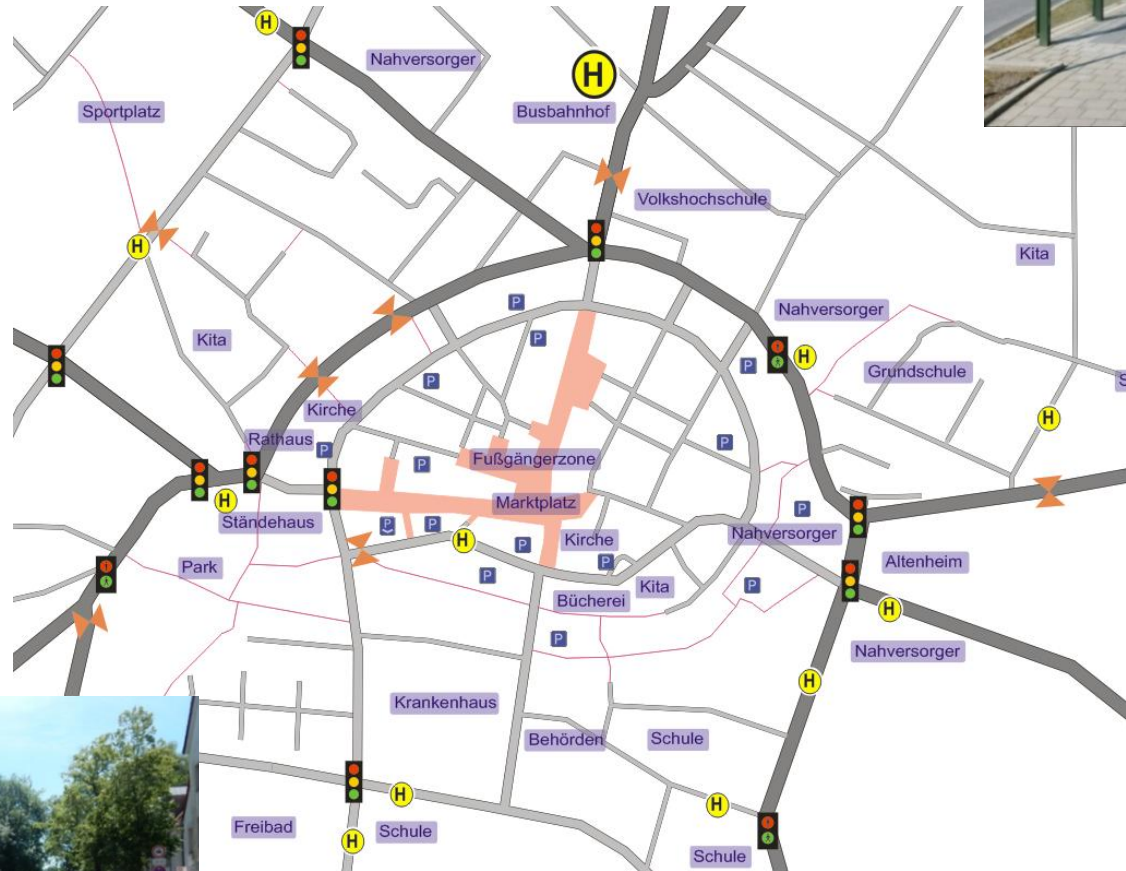 H
Nahversorger
H
Sportplatz
Busbahnhof
Volkshochschule
H
Kita
Kita
P
Nahversorger
P
H
P
Grundschule
P
S
Kirche
H
Rathaus
P
P
Fußgängerzone
P
Marktplatz
H
Ständehaus
P
P
P
Nahversorger
H
Kirche
P
Park
P
Altenheim
P
Kita
P
Bücherei
H
P
Nahversorger
H
Krankenhaus
Behörden
Schule
H
H
Freibad
Schule
H
Schule